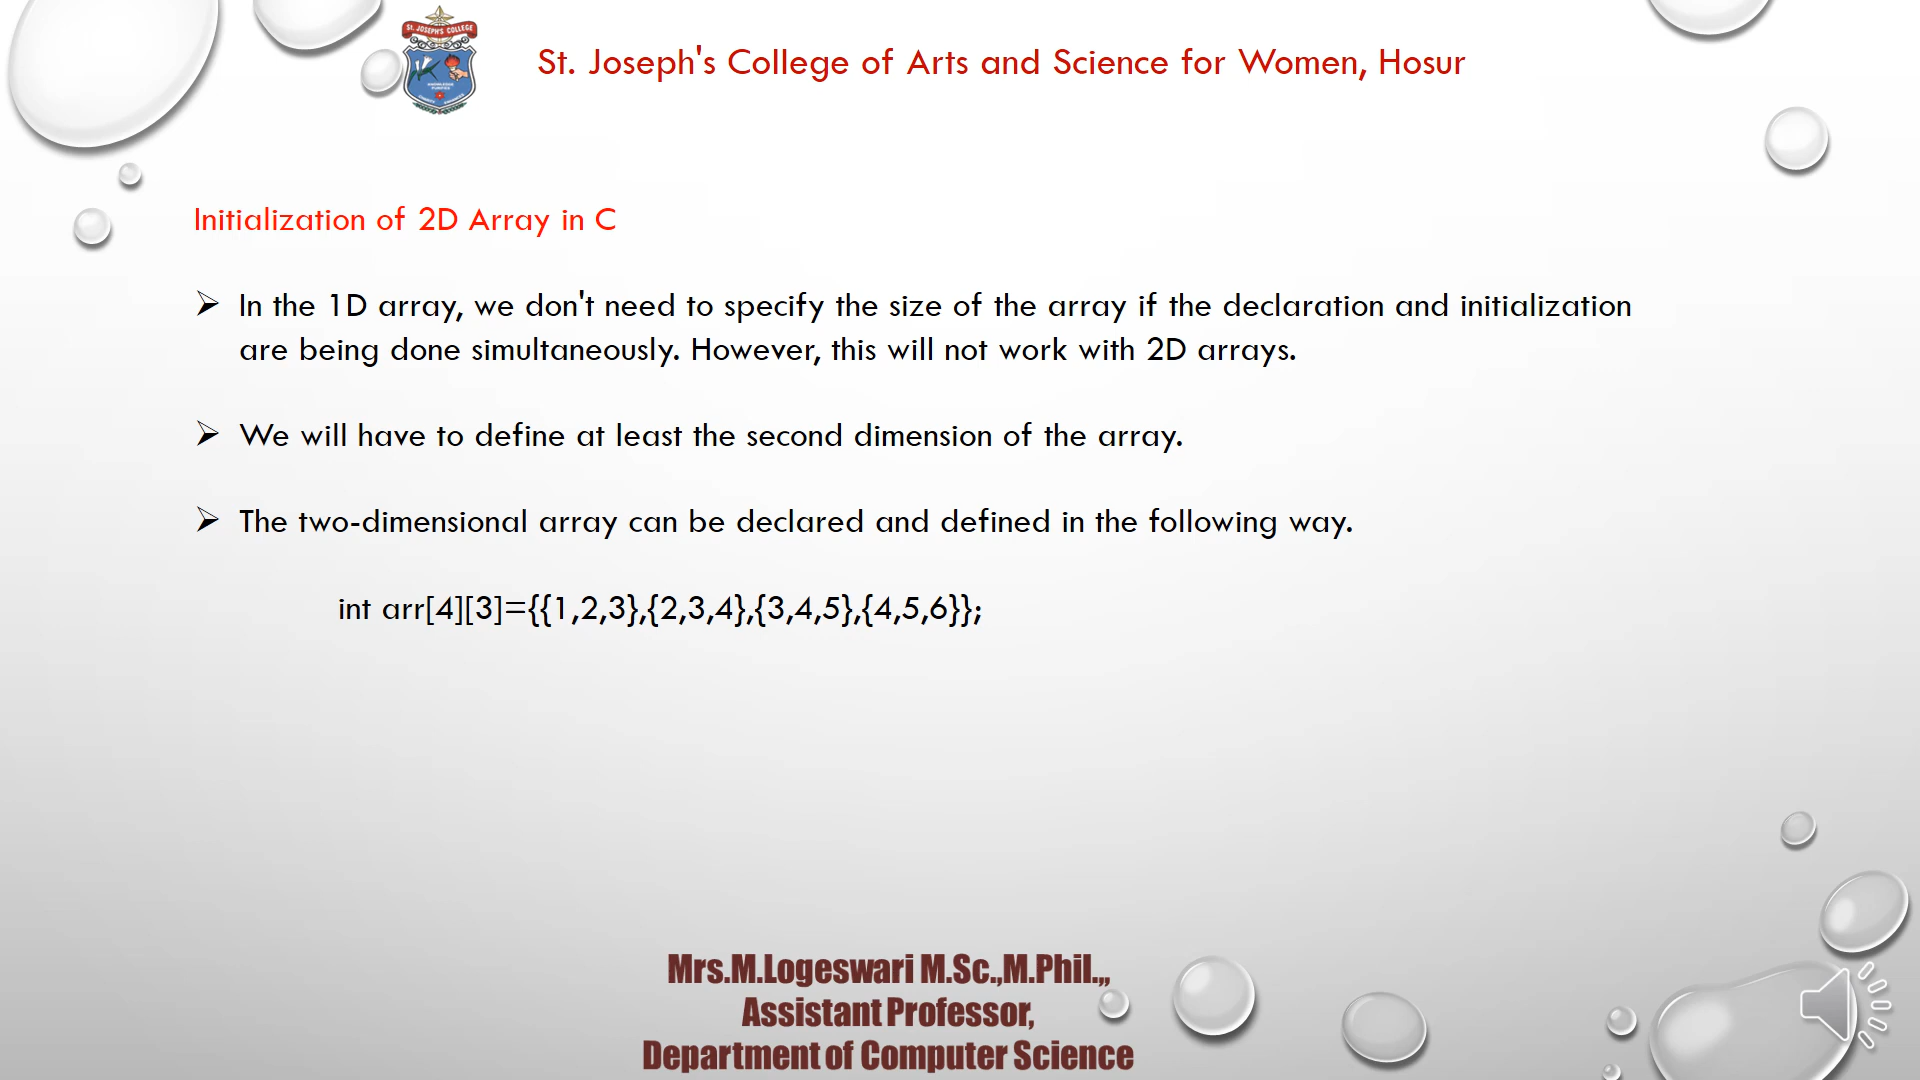 St. JOSEPH'S COLLEGE
St. Joseph's College of Arts and Science for Women, Hosur
Initialization of 2D Array in C
➢ In the 1D array, we don't need to specify the size of the array if the declaration and initialization
are being done simultaneously. However, this will not work with 2D arrays.
➢ We will have to define at least the second dimension of the array.
➢ The two-dimensional array can be declared and defined in the following way.
int arr[4][3]={{1,2,3},{2,3,4},{3,4,5},{4,5,6}};
Mrs.M.Logeswari M.Sc.,M.Phil.,,
Assistant Professor,
Department of Computer Science